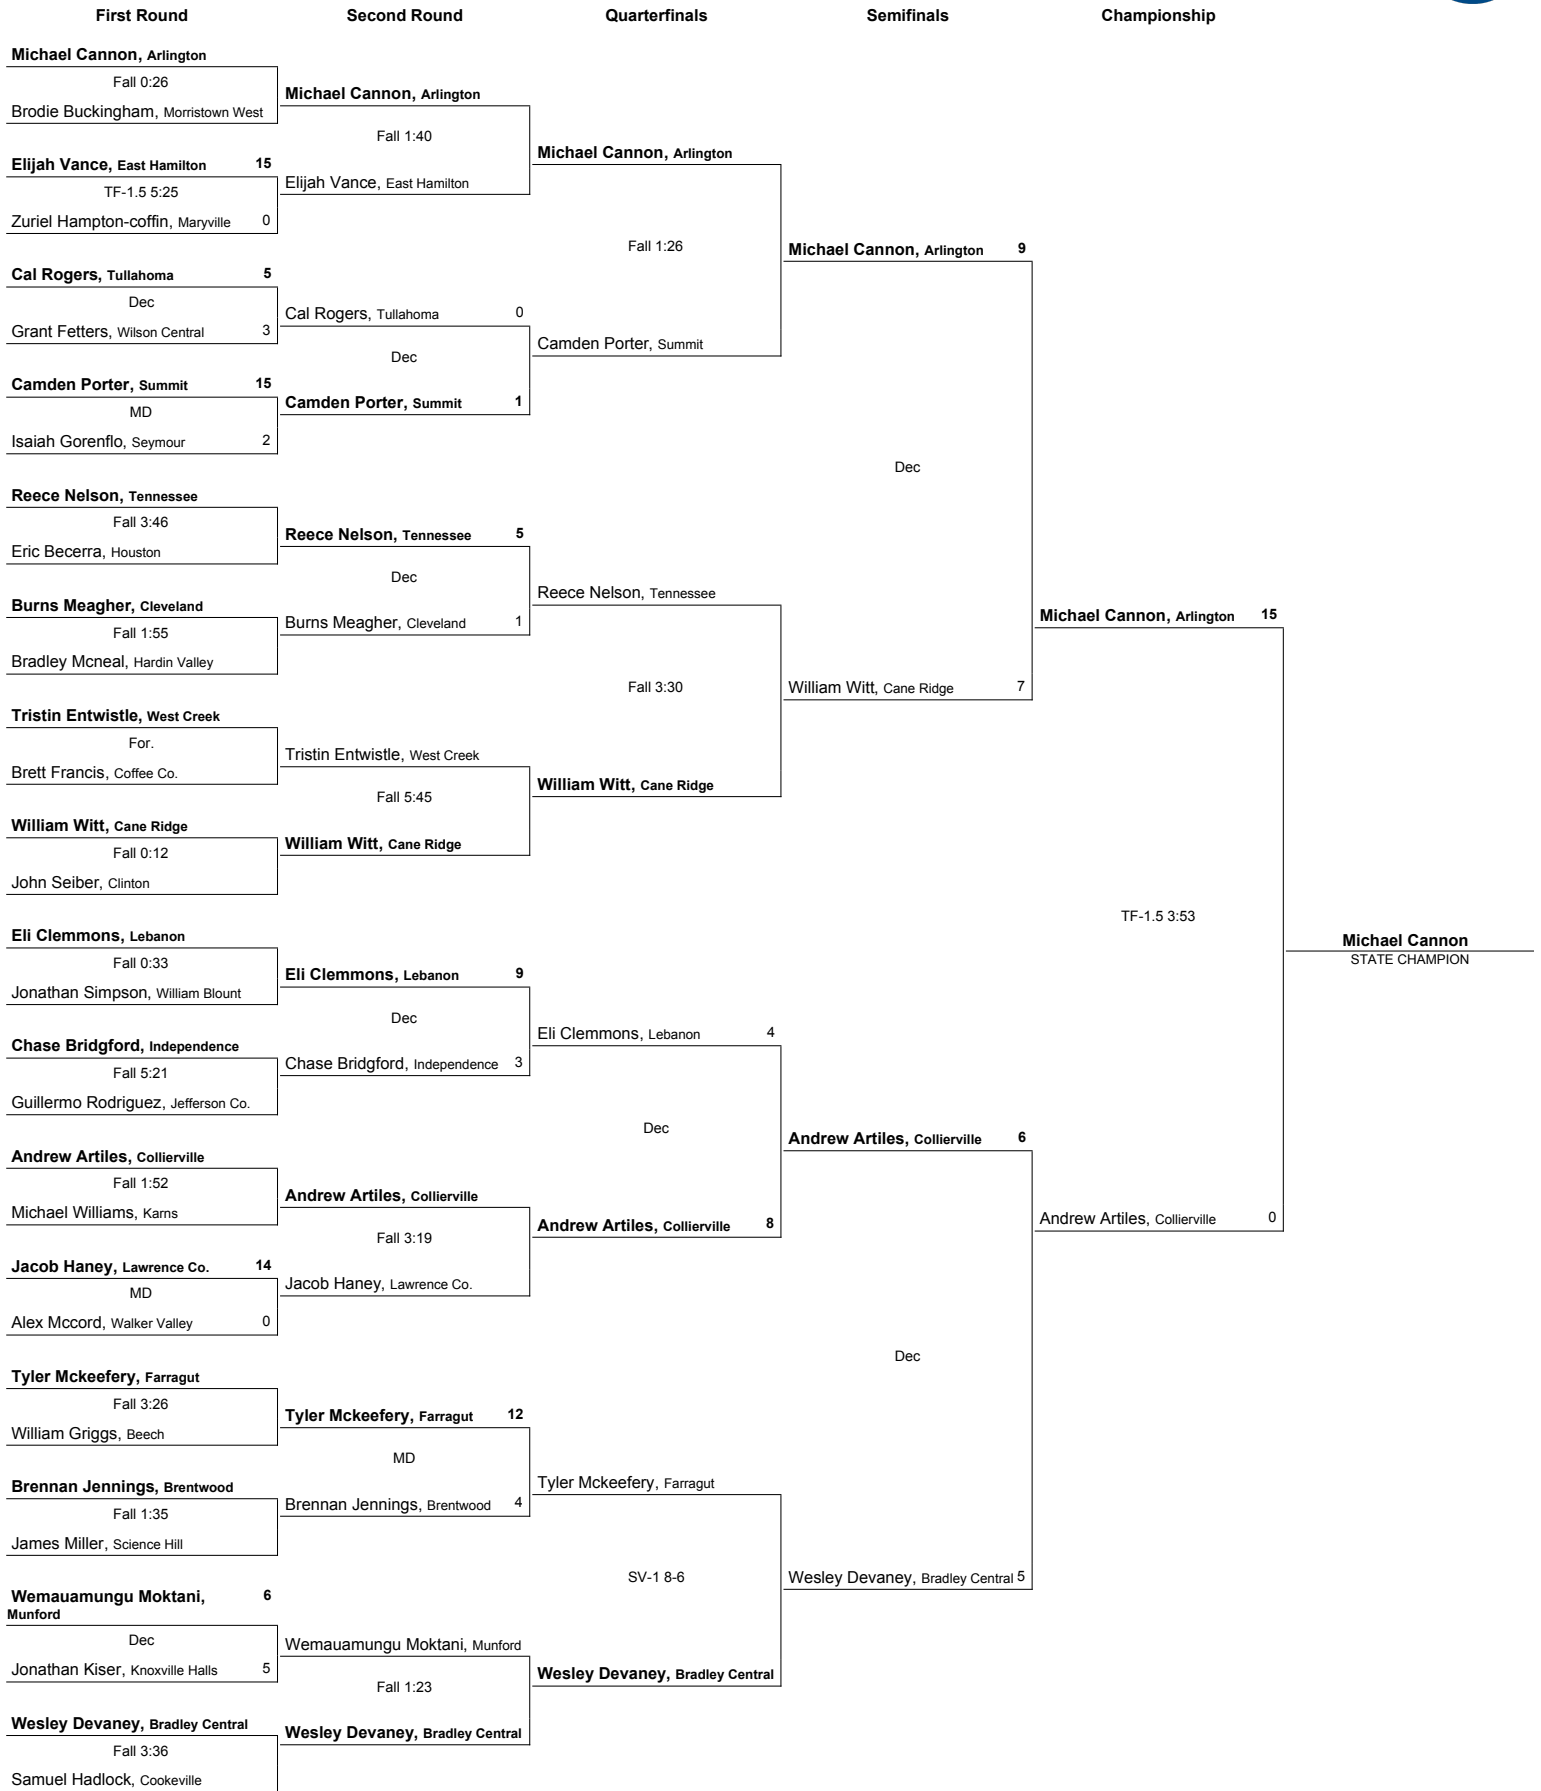 First Round
Second Round
Quarterfinals
Semifinals
Championship
Michael Cannon, Arlington
Fall 0:26
Brodie Buckingham, Morristown West
Elijah Vance, East Hamilton 15
TF-1.5 5:25
Zuriel Hampton-coffin, Maryville 0
Cal Rogers, Tullahoma 5
Dec
Grant Fetters, Wilson Central 3
Camden Porter, Summit 15
MD
Isaiah Gorenflo, Seymour 2
Reece Nelson, Tennessee
Fall 3:46
Eric Becerra, Houston
Burns Meagher, Cleveland
Fall 1:55
Bradley Mcneal, Hardin Valley
Tristin Entwistle, West Creek
For.
Brett Francis, Coffee Co.
William Witt, Cane Ridge
Fall 0:12
John Seiber, Clinton
Eli Clemmons, Lebanon
Fall 0:33
Jonathan Simpson, William Blount
Chase Bridgford, Independence
Fall 5:21
Guillermo Rodriguez, Jefferson Co.
Andrew Artiles, Collierville
Fall 1:52
Michael Williams, Karns
Jacob Haney, Lawrence Co. 14
MD
Alex Mccord, Walker Valley 0
Tyler Mckeefery, Farragut
Fall 3:26
William Griggs, Beech
Brennan Jennings, Brentwood
Fall 1:35
James Miller, Science Hill
Wemauamungu Moktani, 6
Munford
Dec
Jonathan Kiser, Knoxville Halls 5
Wesley Devaney, Bradley Central
Fall 3:36
Samuel Hadlock, Cookeville
Michael Cannon, Arlington
Fall 1:40
Elijah Vance, East Hamilton
Cal Rogers, Tullahoma 0
Dec
Camden Porter, Summit 1
Reece Nelson, Tennessee 5
Dec
Burns Meagher, Cleveland 1
Tristin Entwistle, West Creek
Fall 5:45
William Witt, Cane Ridge
Eli Clemmons, Lebanon 9
Dec
Chase Bridgford, Independence 3
Andrew Artiles, Collierville
Fall 3:19
Jacob Haney, Lawrence Co.
Tyler Mckeefery, Farragut 12
MD
Brennan Jennings, Brentwood 4
Wemauamungu Moktani, Munford
Fall 1:23
Wesley Devaney, Bradley Central
Michael Cannon, Arlington
Fall 1:26
Camden Porter, Summit
Reece Nelson, Tennessee
Fall 3:30
William Witt, Cane Ridge
Eli Clemmons, Lebanon 4
Dec
Andrew Artiles, Collierville 8
Tyler Mckeefery, Farragut
SV-1 8-6
Wesley Devaney, Bradley Central
Michael Cannon, Arlington 9
Dec
William Witt, Cane Ridge 7
Andrew Artiles, Collierville 6
Dec
Wesley Devaney, Bradley Central 5
Michael Cannon, Arlington 15
TF-1.5 3:53
Andrew Artiles, Collierville 0
Michael Cannon
STATE CHAMPION